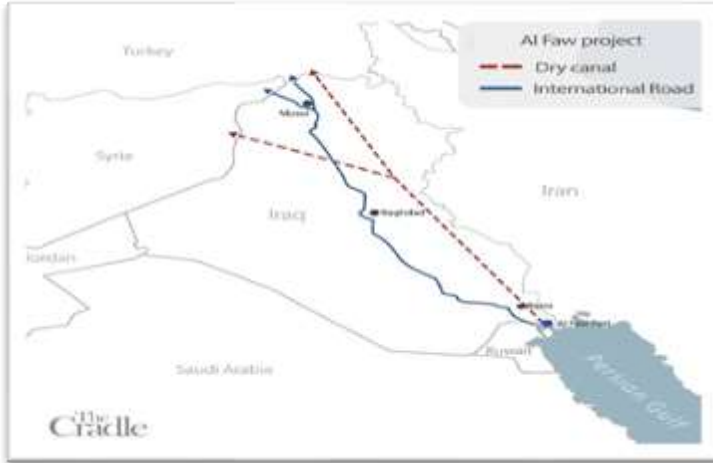 Al Faw project
Dry canal
International Road
Turkey
Mosul
Syria
Iran
Iraq
Baghdad
Jordan
Basra
Kuwait
Saudi Arabia
Persian Gulf
The
Cradle